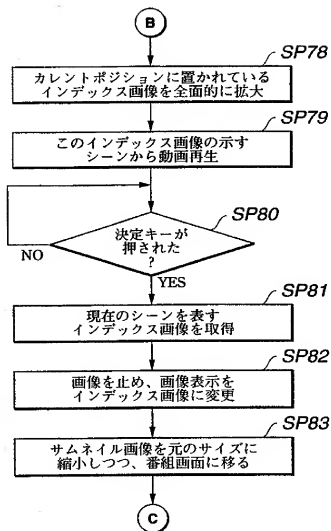 B
SP78
カレントポジションに置かれている
インデックス画像を全面的に拡大
SP79
このインデックス画像の示す
シーンから動画再生
SP80
決定キーが
押された
?
NO
YES
SP81
現在のシーンを表す
インデックス画像を取得
SP82
画像を止め、画像表示を
インデックス画像に変更
SP83
サムネイル画像を元のサイズに
縮小しつつ、番組画面に移る
C